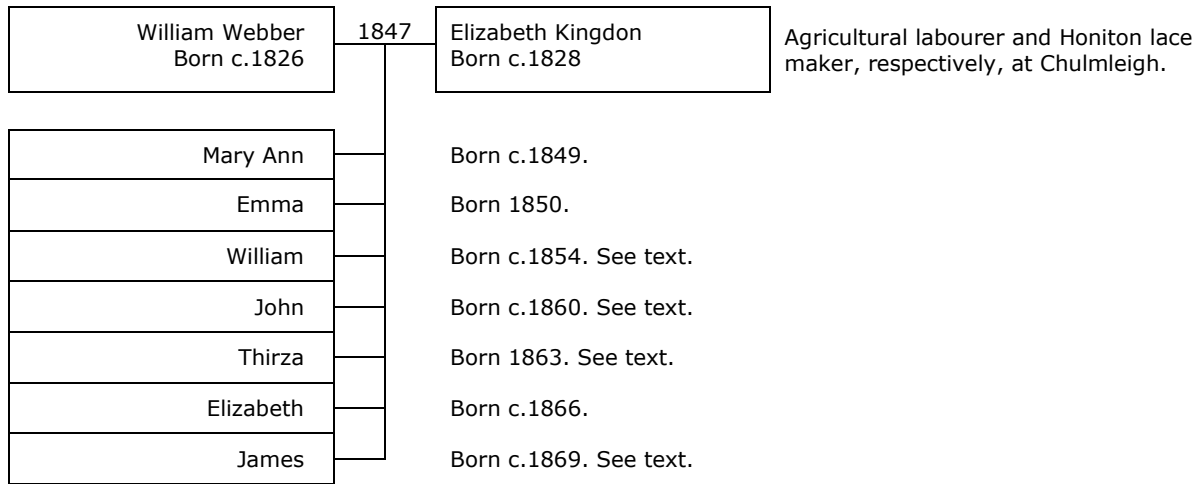 William Webber
Born c.1826
1847
Elizabeth Kingdon
Born c.1828
Agricultural labourer and Honiton lace
maker, respectively, at Chulmleigh.
Mary Ann Born c.1849.
Emma Born 1850.
William Born c.1854. See text.
John Born c.1860. See text.
Thirza Born 1863. See text.
Elizabeth Born c.1866.
James Born c.1869. See text.